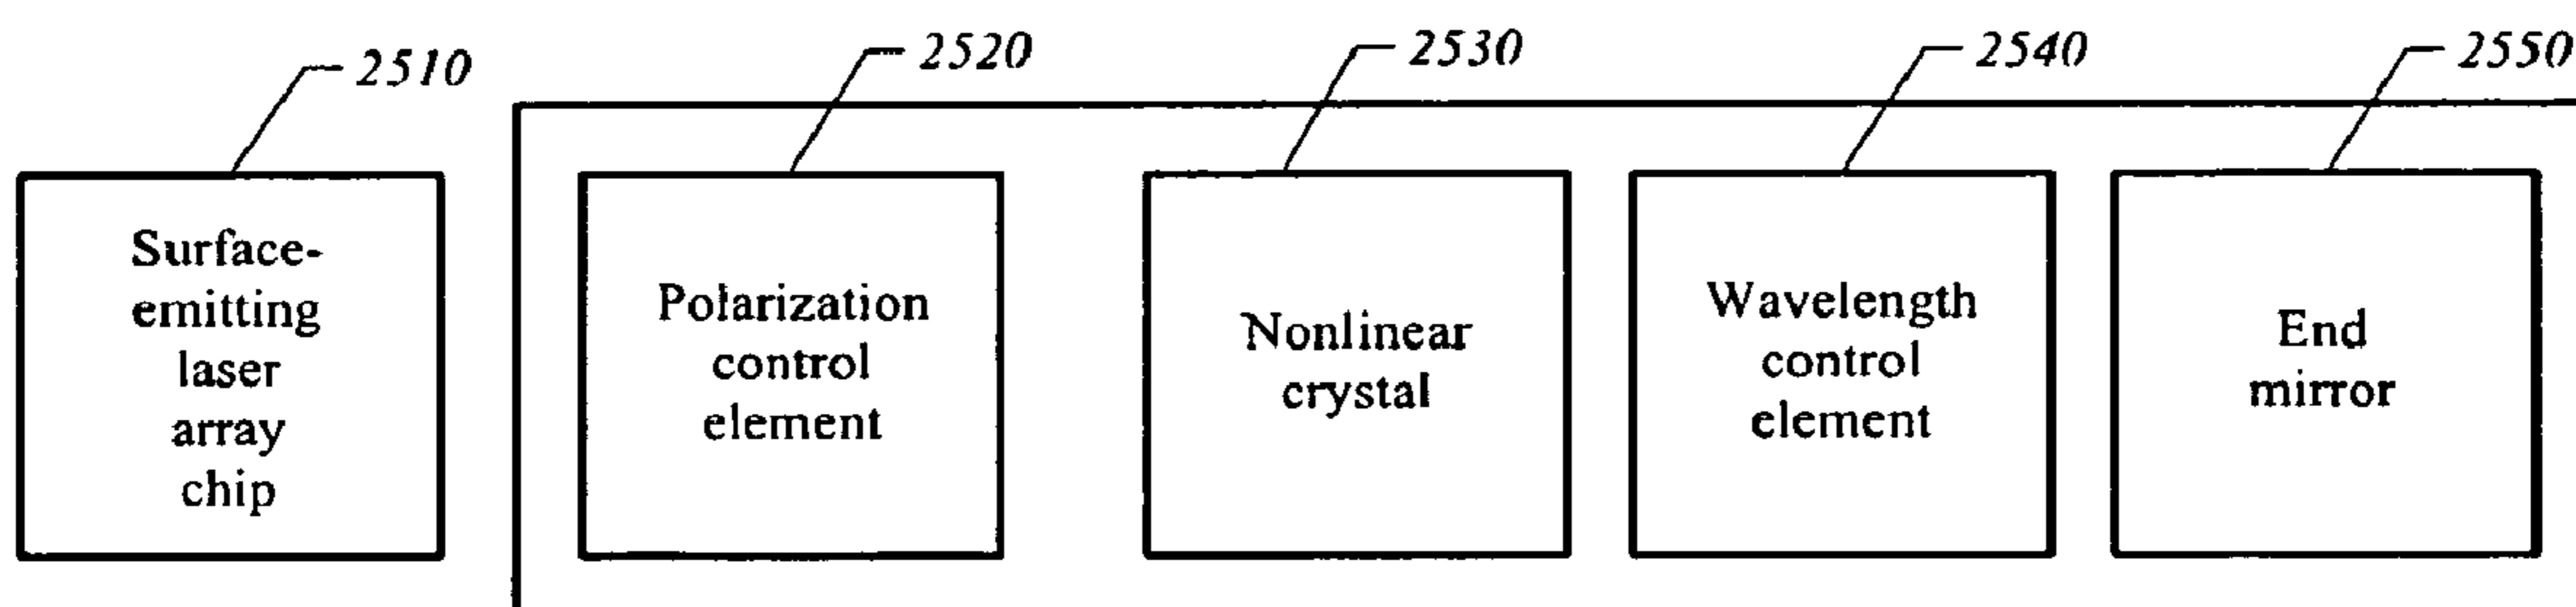 2510
2520
2530
2540
2550
Surface-
emitting
laser
array
chip
Polarization
control
element
Nonlinear
crystal
Wavelength
control
element
End
mirror